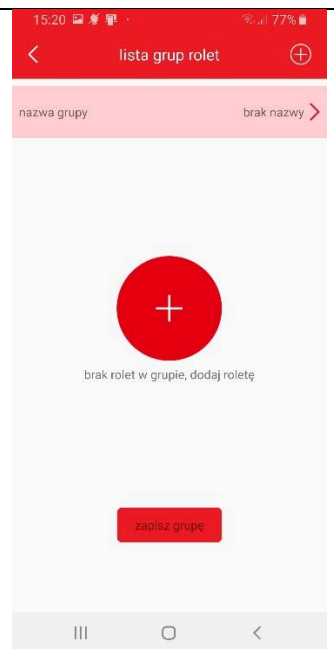 15:20 77%
lista grup rolet
nazwa grupy brak nazwy
brak rolet w grupie, dodaj roletę
zapisz grupę